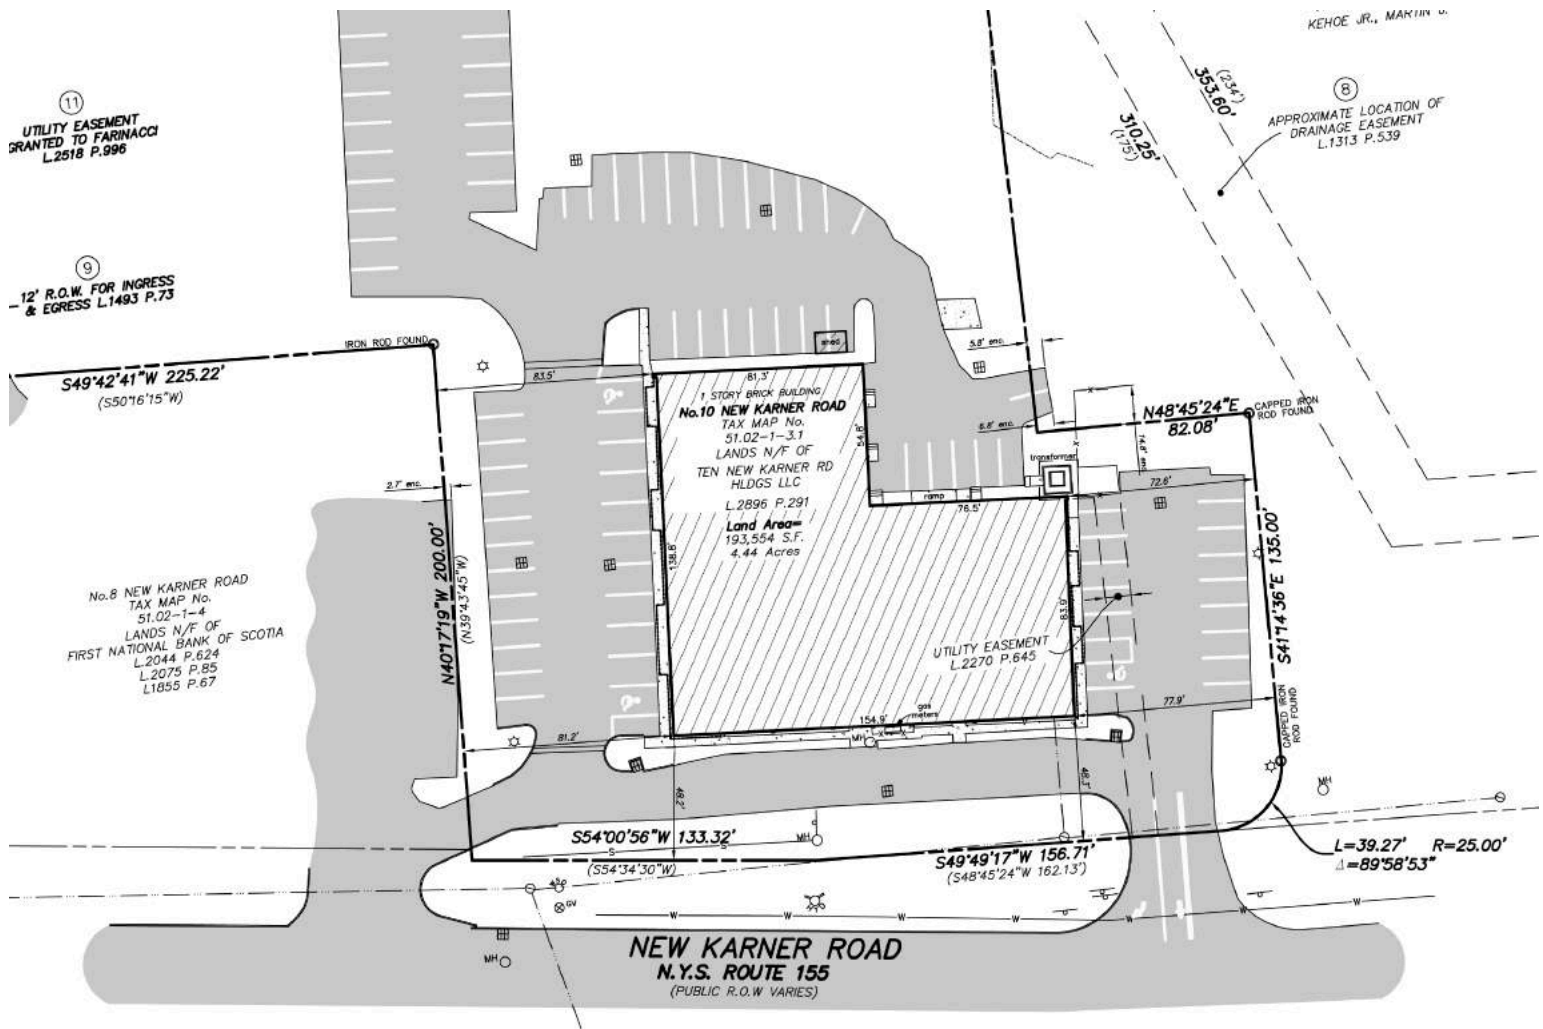 KEHOE JR., MARTIN J.
11
UTILITY EASEMENT
GRANTED TO FARINACCI
L.2518 P.996
(234')
353.60'
310.25'
(175')
8
APPROXIMATE LOCATION OF
DRAINAGE EASEMENT
L.1313 P.539
9
12' R.O.W. FOR INGRESS
& EGRESS L.1493 P.73
IRON ROD FOUND
S49°42'41"W 225.22'
(S50°16'15"W)
83.5'
81.3'
shed
5.8' enc.
6.8' enc.
14.8' enc.
N48°45'24"E
82.08'
CAPPED IRON
ROD FOUND
1 STORY BRICK BUILDING
No.10 NEW KARNER ROAD
TAX MAP No.
51.02-1-3.1
LANDS N/F OF
TEN NEW KARNER RD
HLDGS LLC
L.2896 P.291
Land Area=
193,554 S.F.
4.44 Acres
54.8'
138.8'
transformer
ramp
76.5'
72.6'
2.7' enc.
N40°17'19"W 200.00'
(N39°43'45"W)
S41°14'36"E 135.00'
83.9'
No.8 NEW KARNER ROAD
TAX MAP No.
51.02-1-4
LANDS N/F OF
FIRST NATIONAL BANK OF SCOTIA
L.2044 P.624
L.2075 P.85
L1855 P.67
UTILITY EASEMENT
L.2270 P.645
gas
meters
154.9'
77.9'
CAPPED IRON
ROD FOUND
81.2'
MH
48.2'
48.3'
MH
S54°00'56"W 133.32'
MH
S S
(S54°34'30"W)
S49°49'17"W 156.71'
(S48°45'24"W 162.13')
L=39.27' R=25.00'
Δ=89°58'53"
GV
W W W W W W W
MH
NEW KARNER ROAD
N.Y.S. ROUTE 155
(PUBLIC R.O.W VARIES)